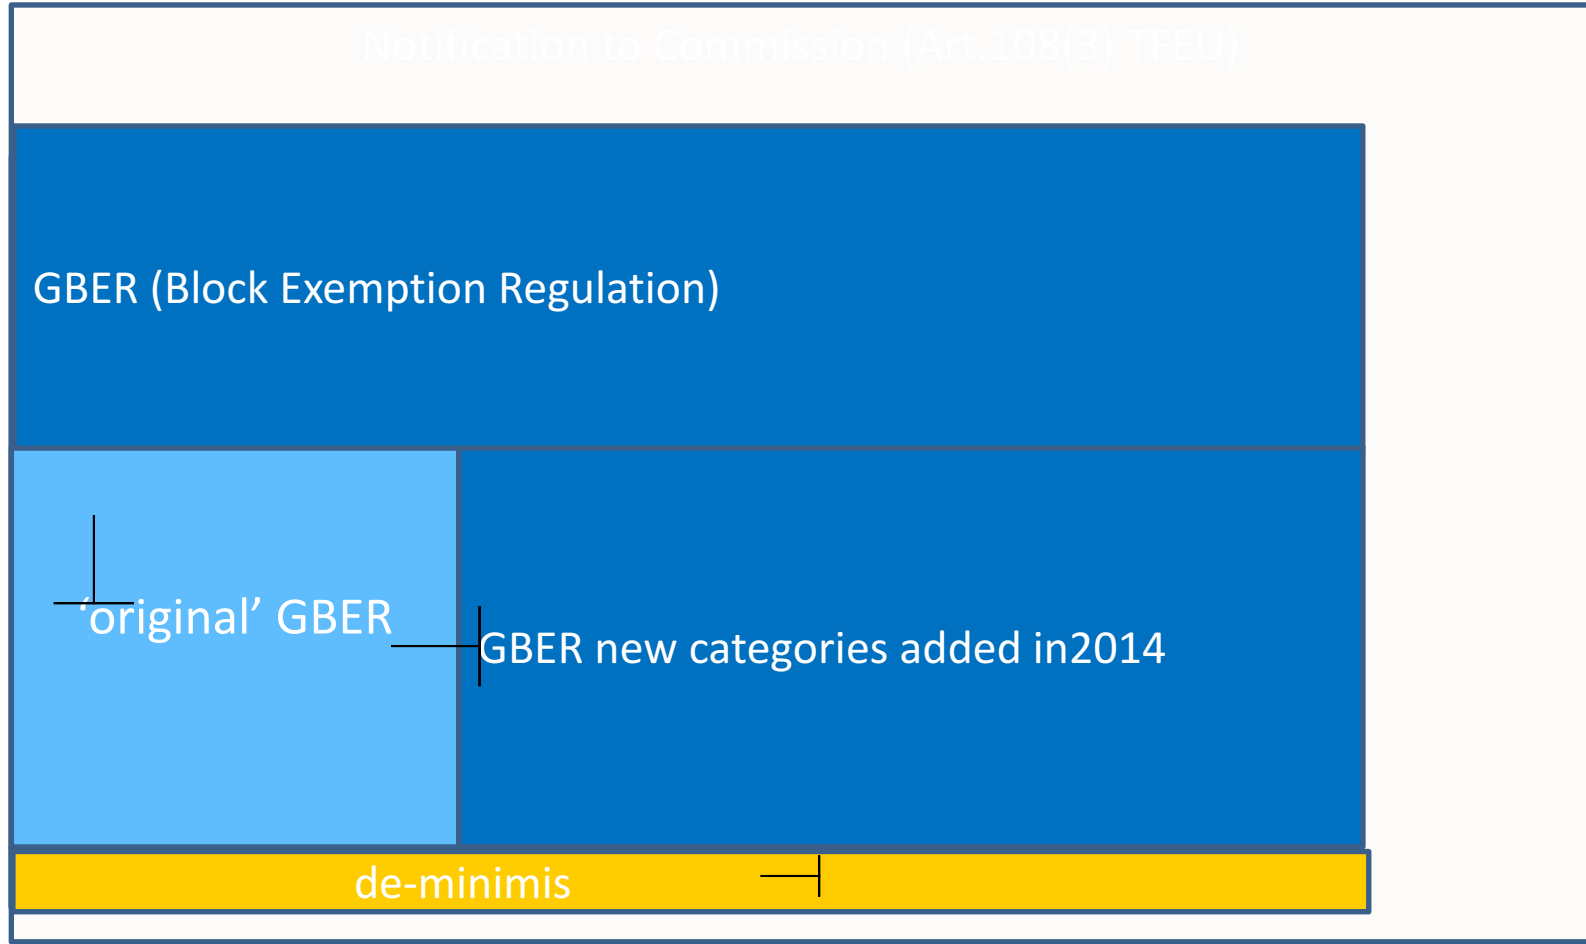 Notification to Commission (Art.108(3) TFEU)
GBER (Block Exemption Regulation)
‘original’ GBER
GBER new categories added in2014
de-minimis